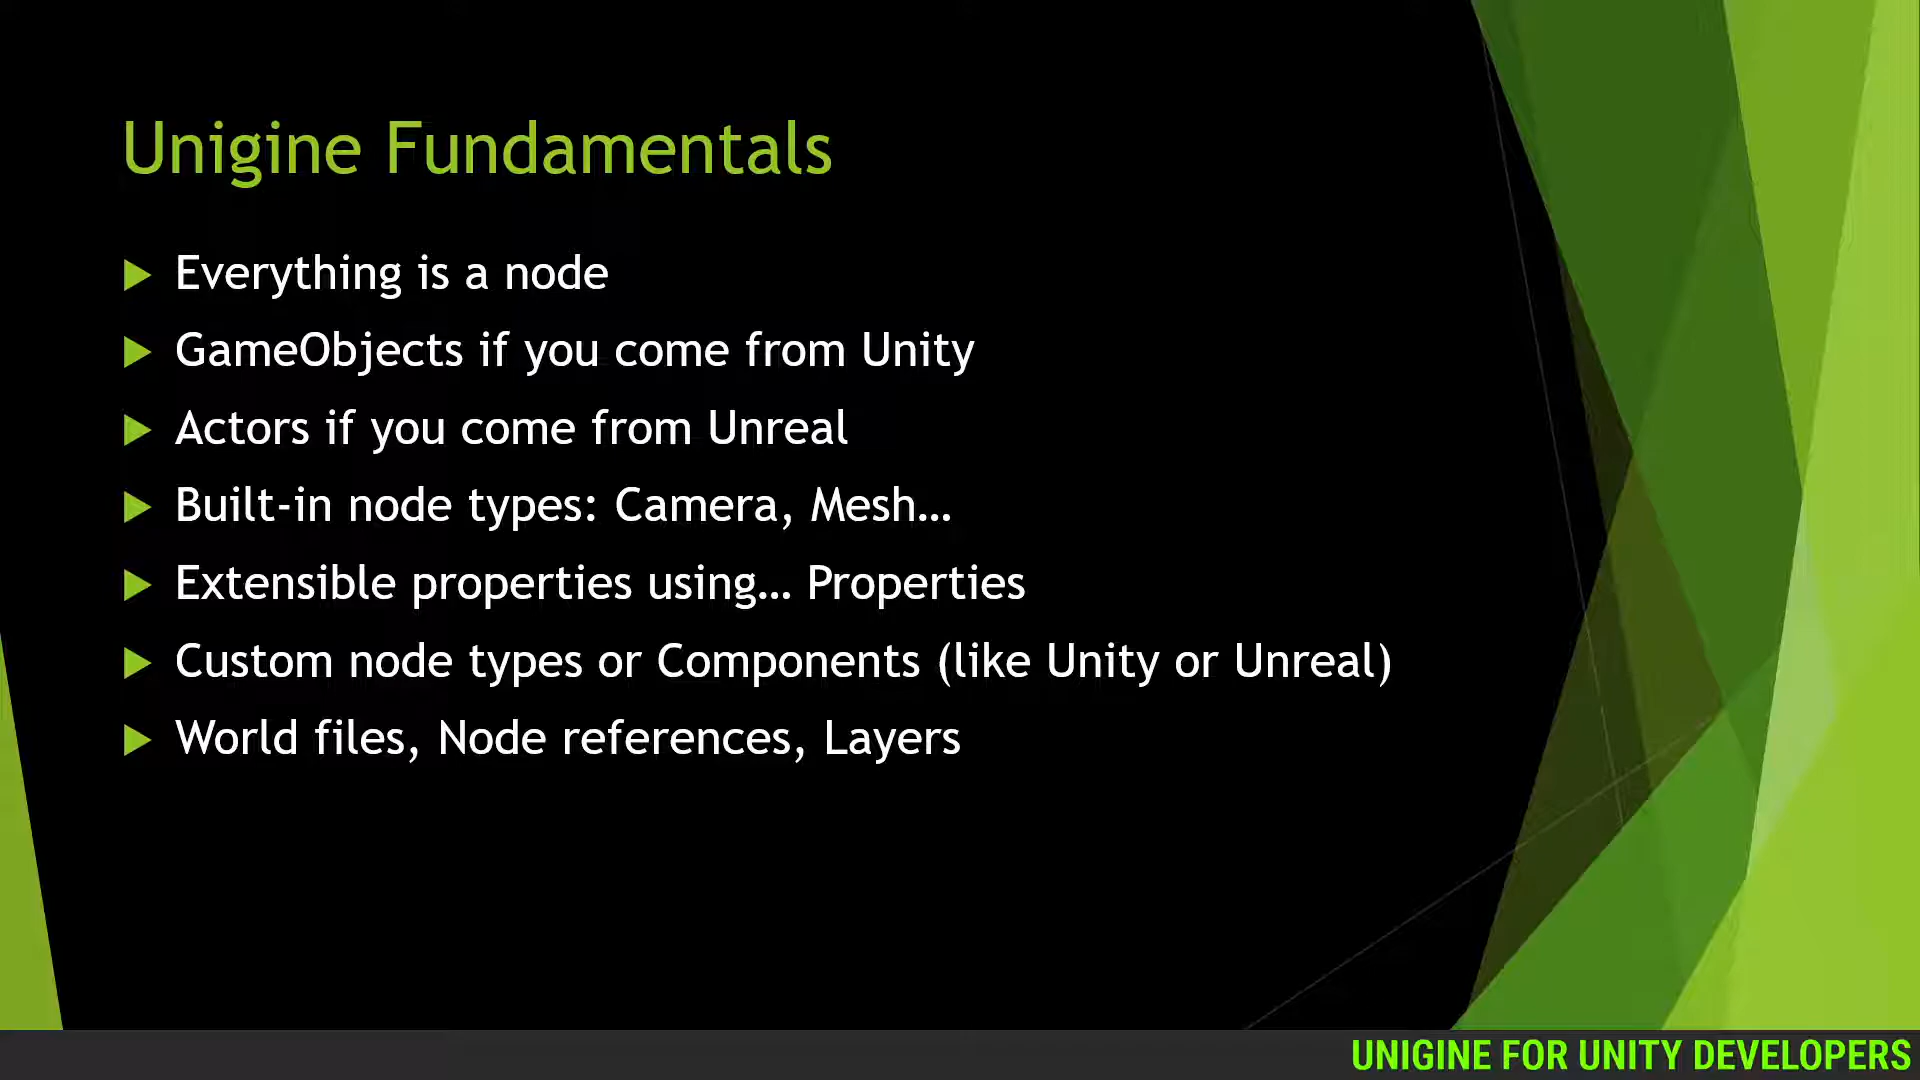 Unigine Fundamentals
Everything is a node
GameObjects if you come from Unity
Actors if you come from Unreal
Built-in node types: Camera, Mesh…
Extensible properties using… Properties
Custom node types or Components (like Unity or Unreal)
World files, Node references, Layers
UNIGINE FOR UNITY DEVELOPERS